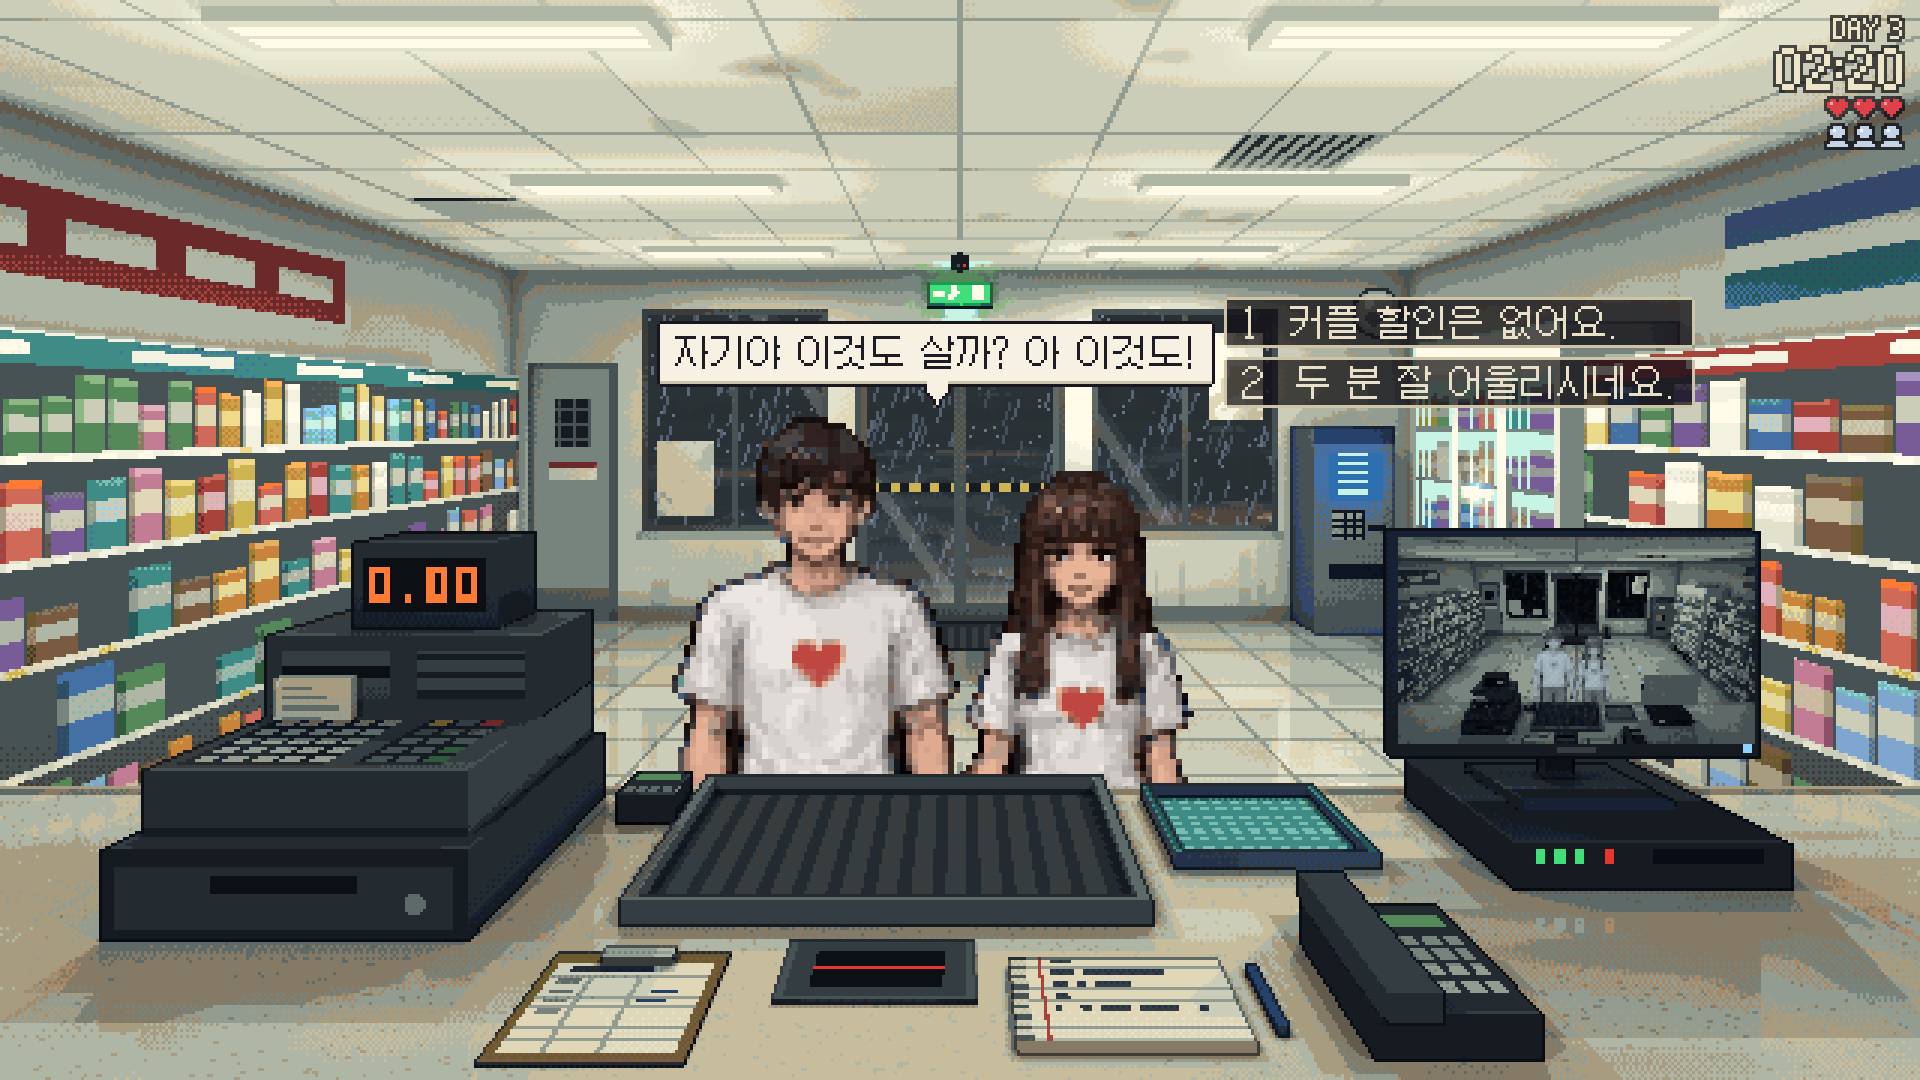 DAY 3
02:20
자기야 이것도 살까? 아 이것도!
1 커플 할인은 없어요.
2 두 분 잘 어울리시네요.
0.00